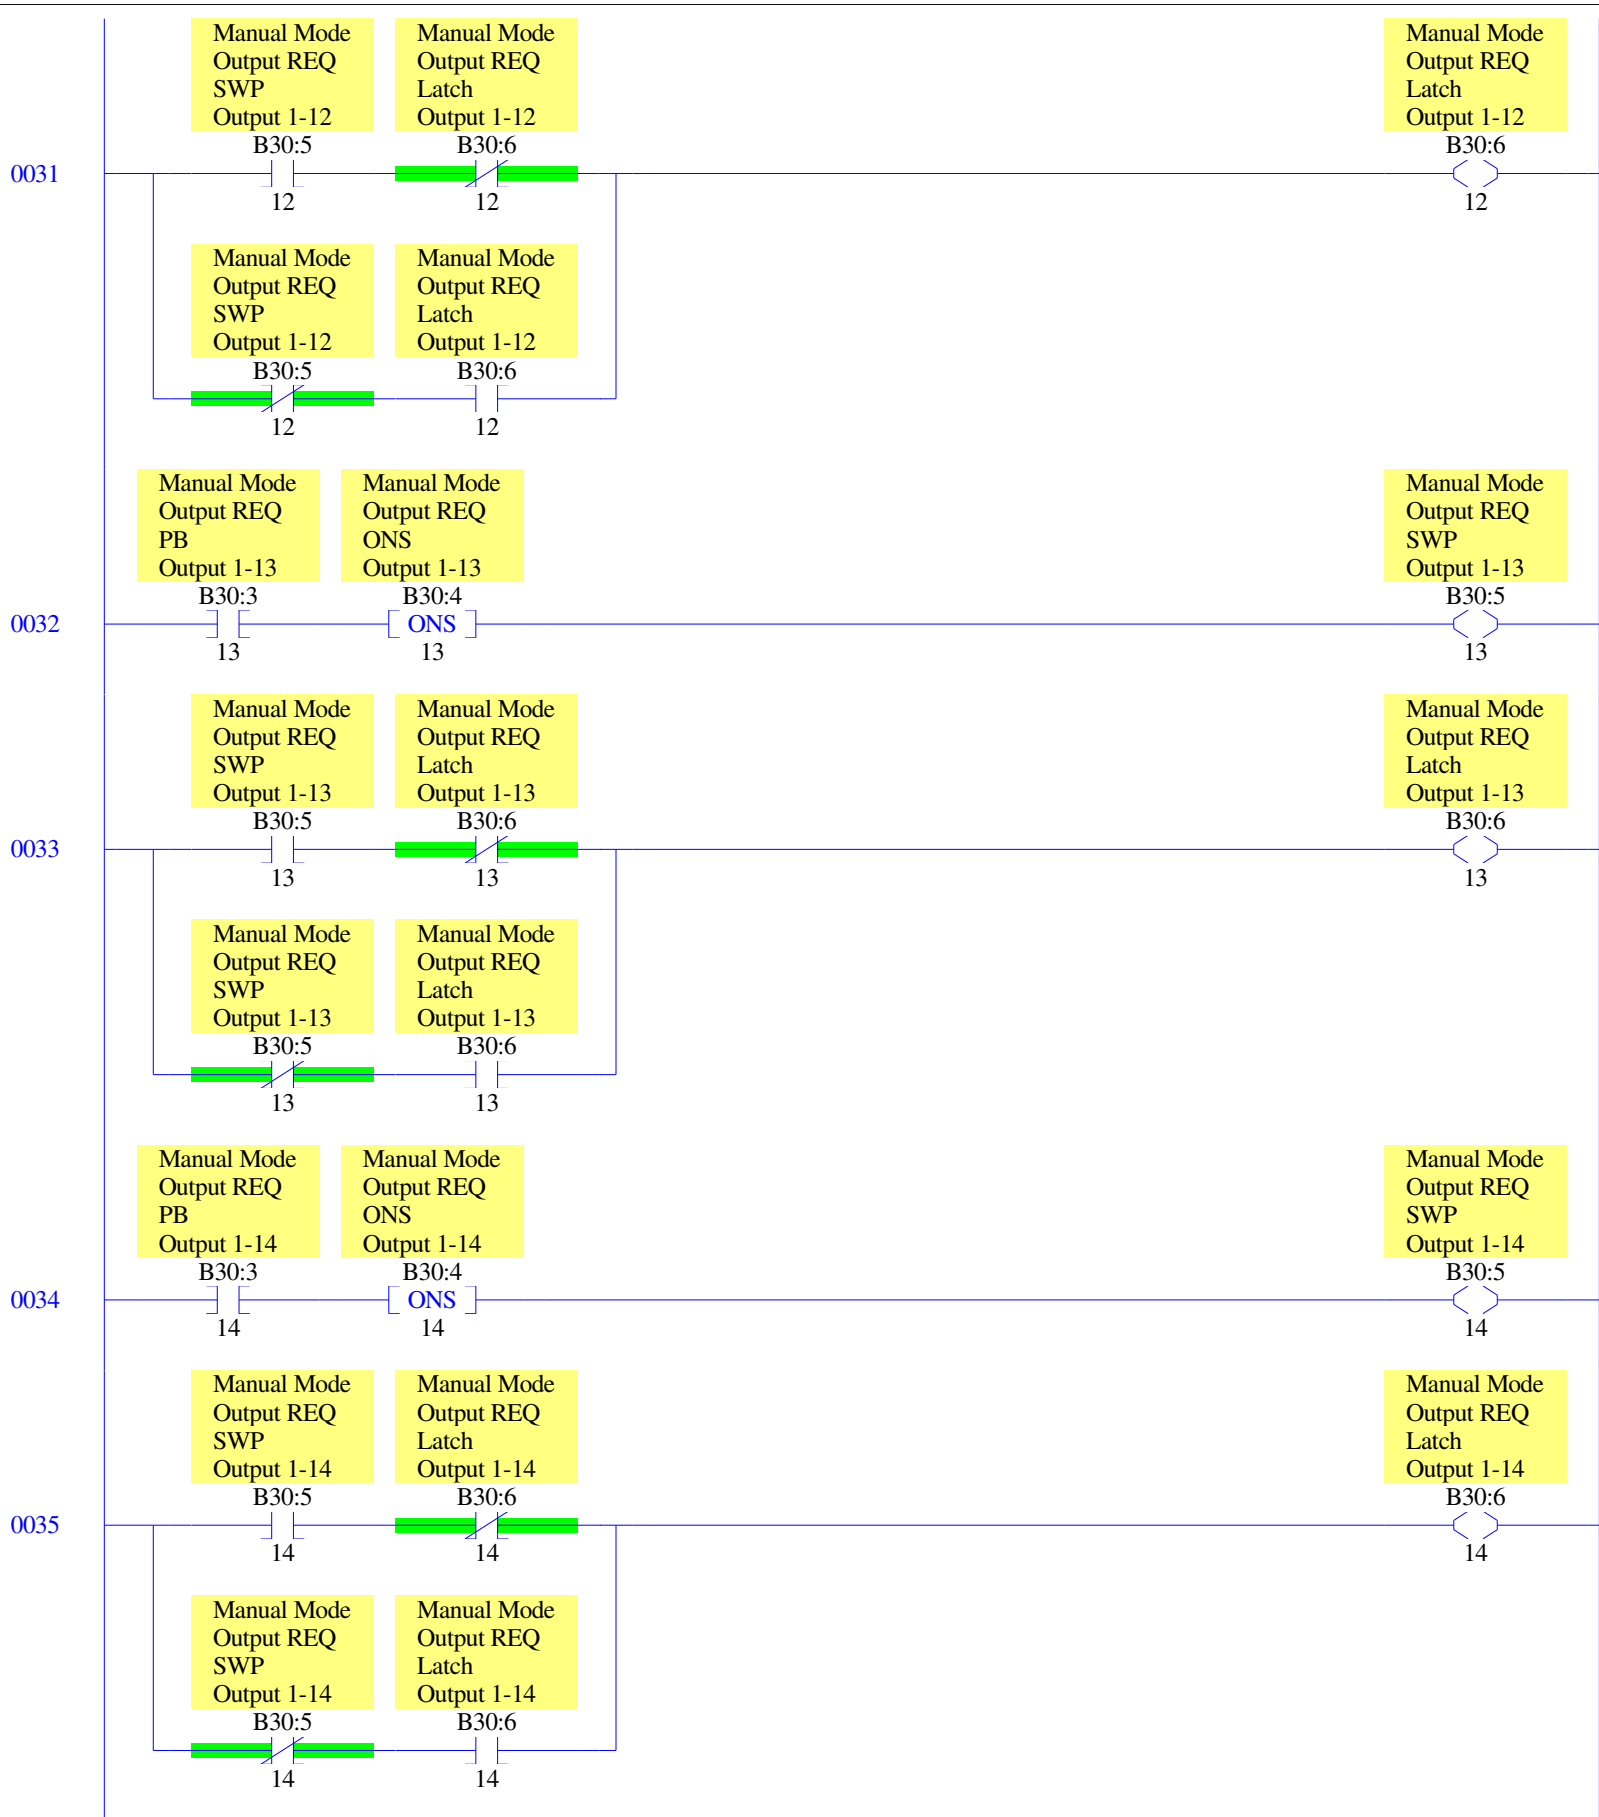 Manual Mode
Output REQ
SWP
Output 1-12
B30:5
12
Manual Mode
Output REQ
Latch
Output 1-12
B30:6
12
Manual Mode
Output REQ
Latch
Output 1-12
B30:6
12
0031
Manual Mode
Output REQ
SWP
Output 1-12
B30:5
12
Manual Mode
Output REQ
Latch
Output 1-12
B30:6
12
Manual Mode
Output REQ
PB
Output 1-13
B30:3
13
Manual Mode
Output REQ
ONS
Output 1-13
B30:4
ONS
13
Manual Mode
Output REQ
SWP
Output 1-13
B30:5
13
0032
Manual Mode
Output REQ
SWP
Output 1-13
B30:5
13
Manual Mode
Output REQ
Latch
Output 1-13
B30:6
13
Manual Mode
Output REQ
Latch
Output 1-13
B30:6
13
0033
Manual Mode
Output REQ
SWP
Output 1-13
B30:5
13
Manual Mode
Output REQ
Latch
Output 1-13
B30:6
13
Manual Mode
Output REQ
PB
Output 1-14
B30:3
14
Manual Mode
Output REQ
ONS
Output 1-14
B30:4
ONS
14
Manual Mode
Output REQ
SWP
Output 1-14
B30:5
14
0034
Manual Mode
Output REQ
SWP
Output 1-14
B30:5
14
Manual Mode
Output REQ
Latch
Output 1-14
B30:6
14
Manual Mode
Output REQ
Latch
Output 1-14
B30:6
14
0035
Manual Mode
Output REQ
SWP
Output 1-14
B30:5
14
Manual Mode
Output REQ
Latch
Output 1-14
B30:6
14